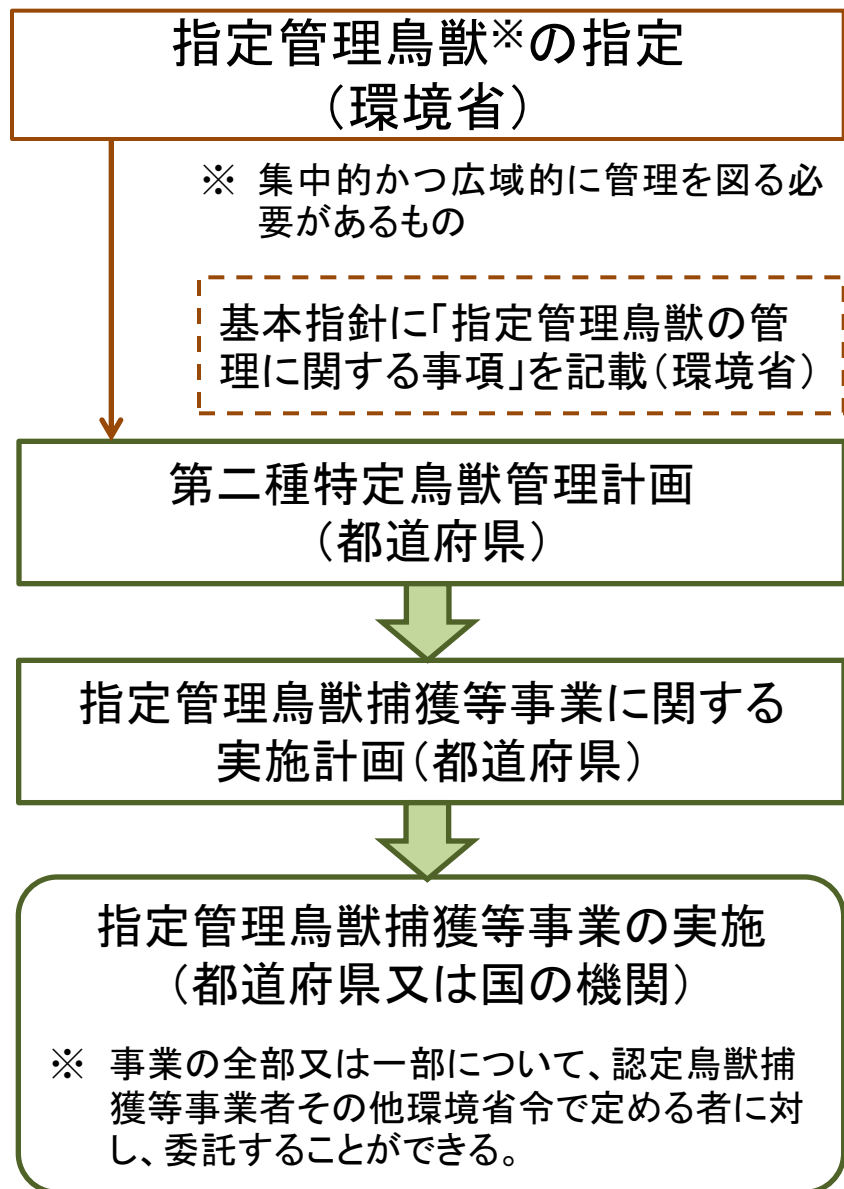 指定管理鳥獣※の指定
（環境省）
※ 集中的かつ広域的に管理を図る必
要があるもの
基本指針に「指定管理鳥獣の管
理に関する事項」を記載（環境省）
第二種特定鳥獣管理計画
（都道府県）
指定管理鳥獣捕獲等事業に関する
実施計画（都道府県）
指定管理鳥獣捕獲等事業の実施
（都道府県又は国の機関）
※ 事業の全部又は一部について、認定鳥獣捕
獲等事業者その他環境省令で定める者に対
し、委託することができる。